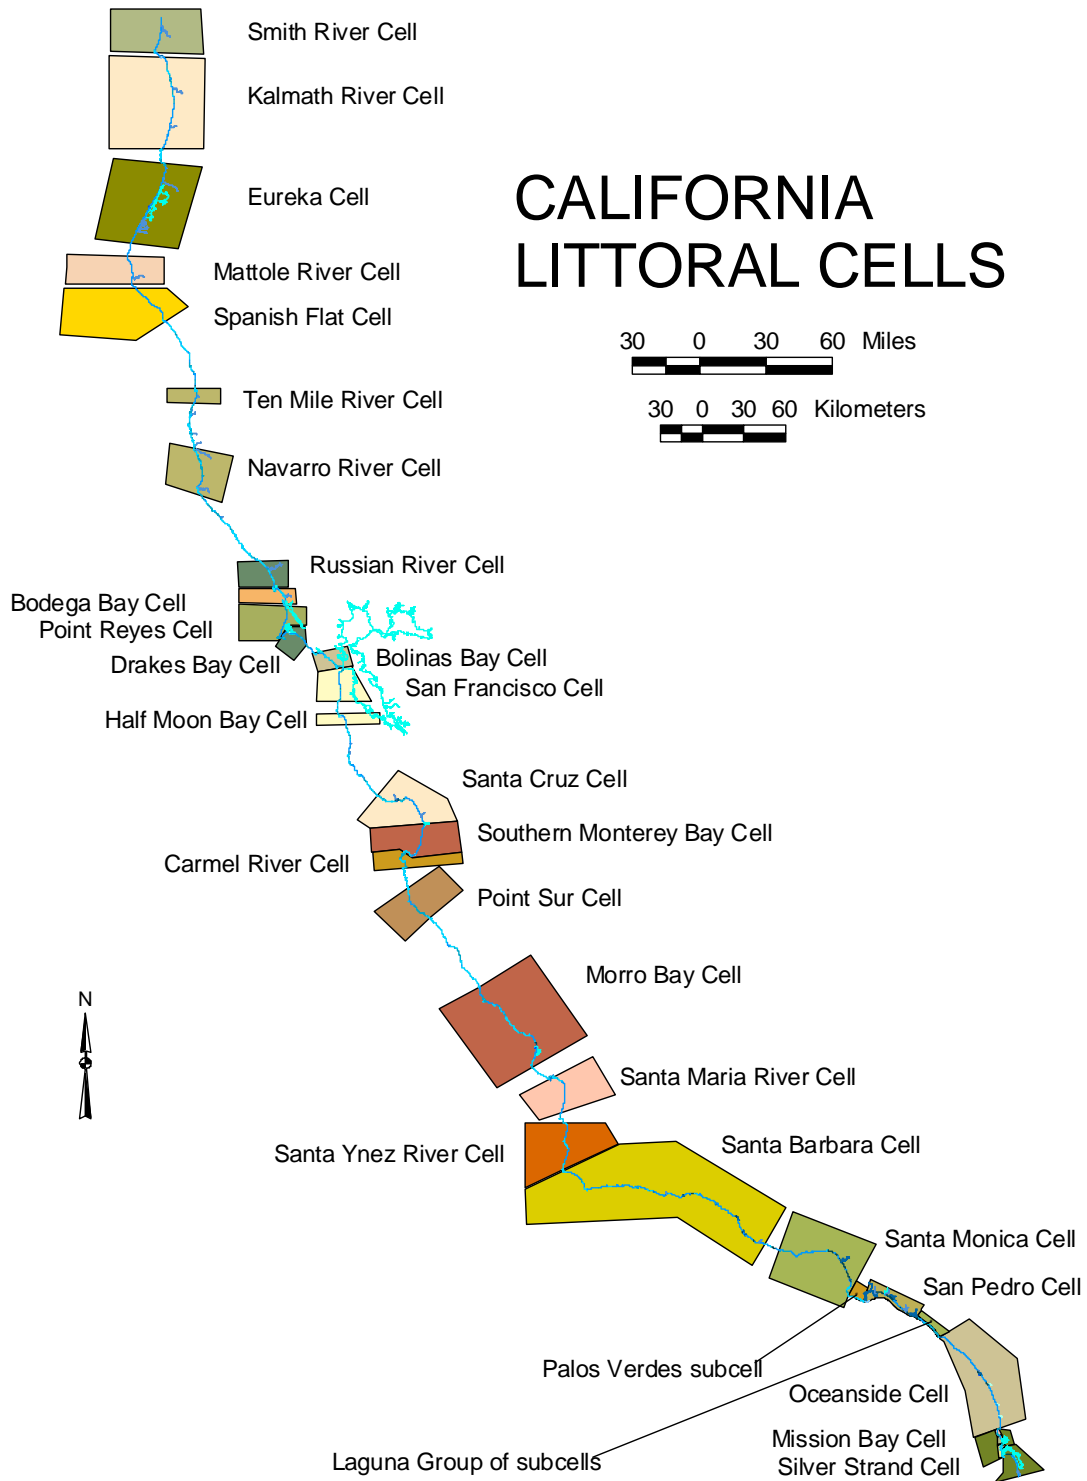 Smith River Cell
Kalmath River Cell
CALIFORNIA
LITTORAL CELLS
Eureka Cell
Mattole River Cell
Spanish Flat Cell
30 0 30 60 Miles
30 0 30 60 Kilometers
Ten Mile River Cell
Navarro River Cell
Russian River Cell
Bodega Bay Cell
Point Reyes Cell
Drakes Bay Cell
Bolinas Bay Cell
San Francisco Cell
Half Moon Bay Cell
Santa Cruz Cell
Southern Monterey Bay Cell
Carmel River Cell
Point Sur Cell
Morro Bay Cell
N
Santa Maria River Cell
Santa Ynez River Cell
Santa Barbara Cell
Santa Monica Cell
San Pedro Cell
Palos Verdes subcell
Oceanside Cell
Mission Bay Cell
Laguna Group of subcells
Silver Strand Cell